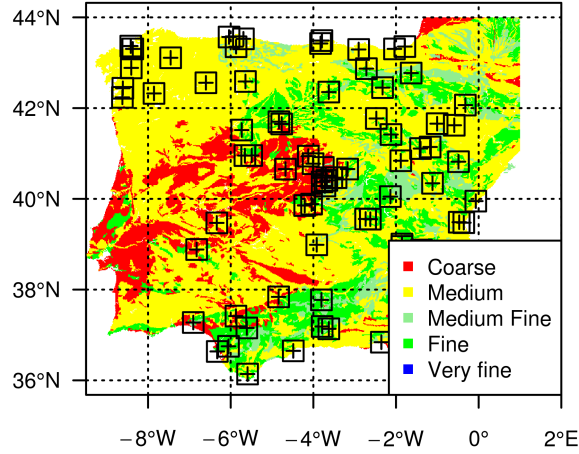 44°N
42°N
40°N
38°N
36°N
Coarse
Medium
Medium Fine
Fine
Very fine
−8°W −6°W −4°W −2°W 0° 2°E